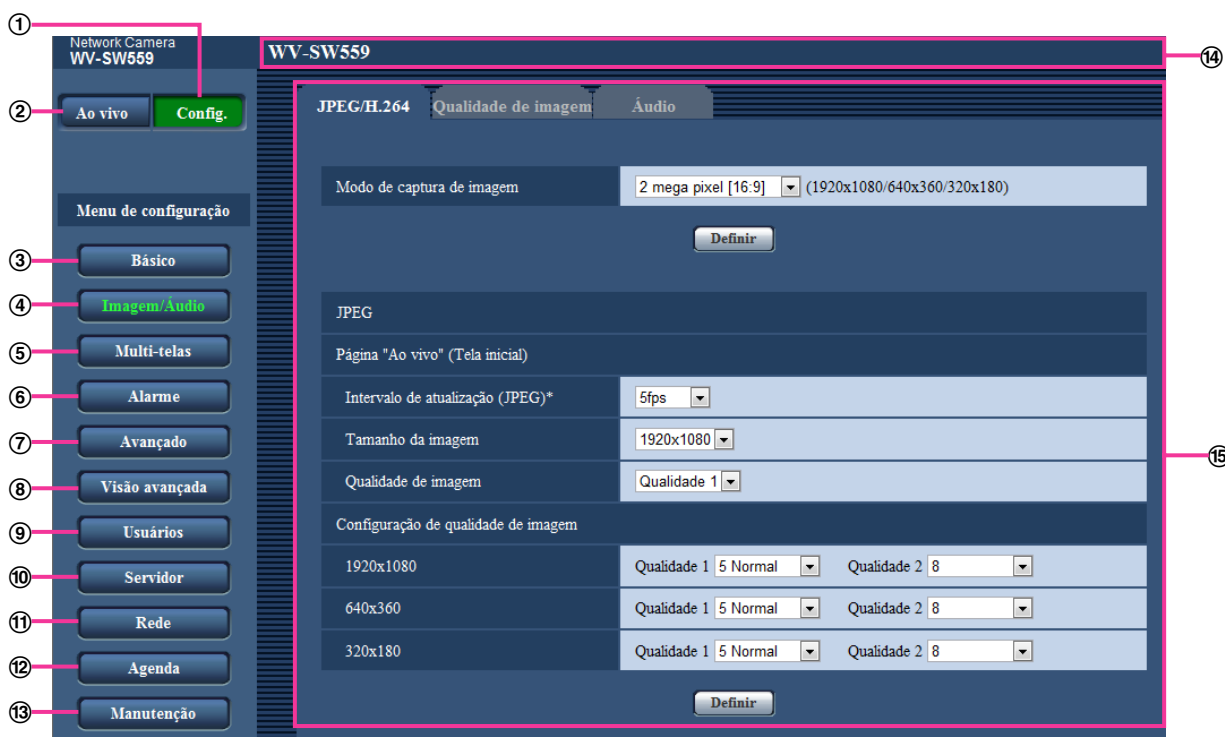 ①
Network Camera
WV-SW559
WV-SW559
⑭
②
Ao vivo
Config.
JPEG/H.264
Qualidade de imagem
Áudio
Modo de captura de imagem
2 mega pixel [16:9]
(1920x1080/640x360/320x180)
Definir
Menu de configuração
③
Básico
④
Imagem/Áudio
⑤
Multi-telas
⑥
Alarme
⑦
Avançado
⑧
Visão avançada
⑨
Usuários
⑩
Servidor
⑪
Rede
⑫
Agenda
⑬
Manutenção
JPEG
Página "Ao vivo" (Tela inicial)
Intervalo de atualização (JPEG)*
5fps
Tamanho da imagem
1920x1080
⑮
Qualidade de imagem
Qualidade 1
Configuração de qualidade de imagem
1920x1080
Qualidade 1 5 Normal
Qualidade 2 8
640x360
Qualidade 1 5 Normal
Qualidade 2 8
320x180
Qualidade 1 5 Normal
Qualidade 2 8
Definir